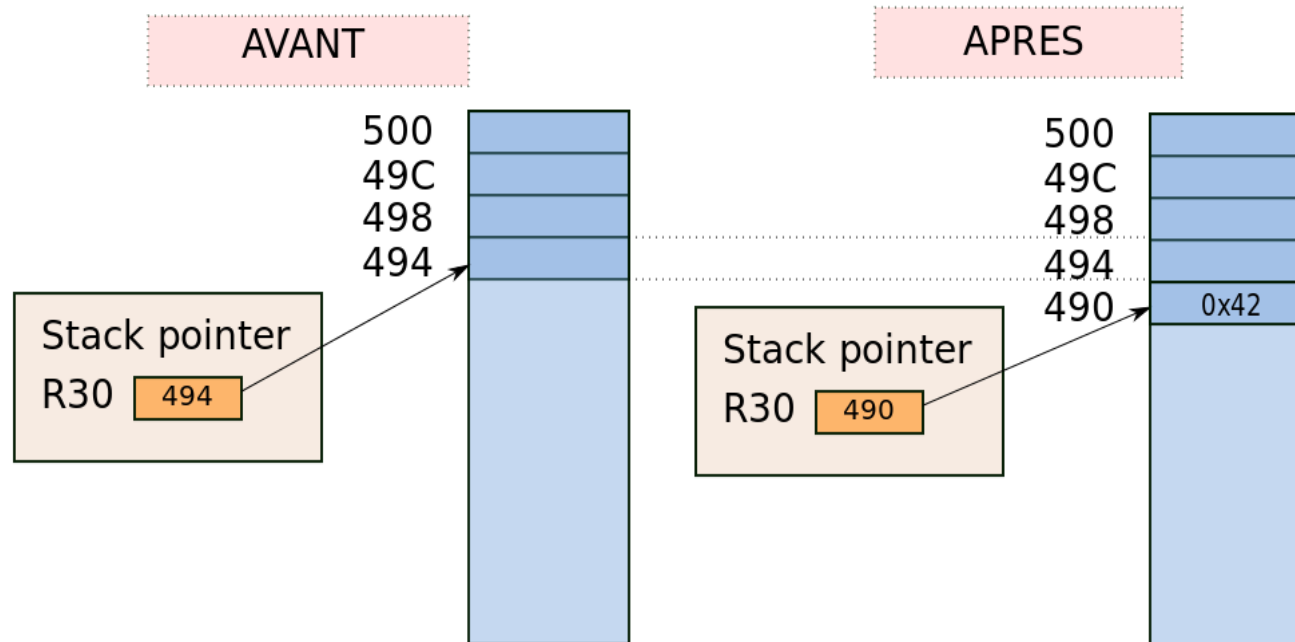 AVANT
500
49C
498
494
Stack pointer
R30 494
APRES
500
49C
498
494
490 0x42
Stack pointer
R30 490